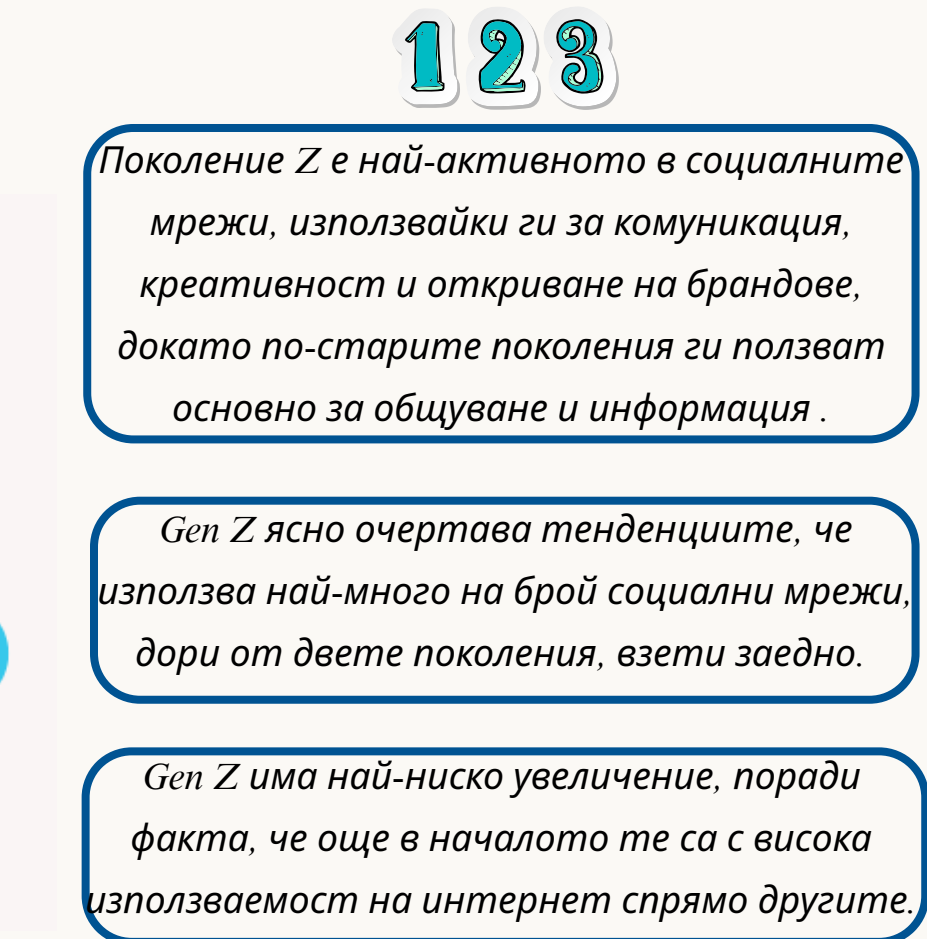 1 2 3
Поколение Z е най-активното в социалните
мрежи, използвайки ги за комуникация,
креативност и откриване на брандове,
докато по-старите поколения ги ползват
основно за общуване и информация .
Gen Z ясно очертава тенденциите, че
използва най-много на брой социални мрежи,
дори от двете поколения, взети заедно.
Gen Z има най-ниско увеличение, поради
факта, че още в началото те са с висока
използваемост на интернет спрямо другите.